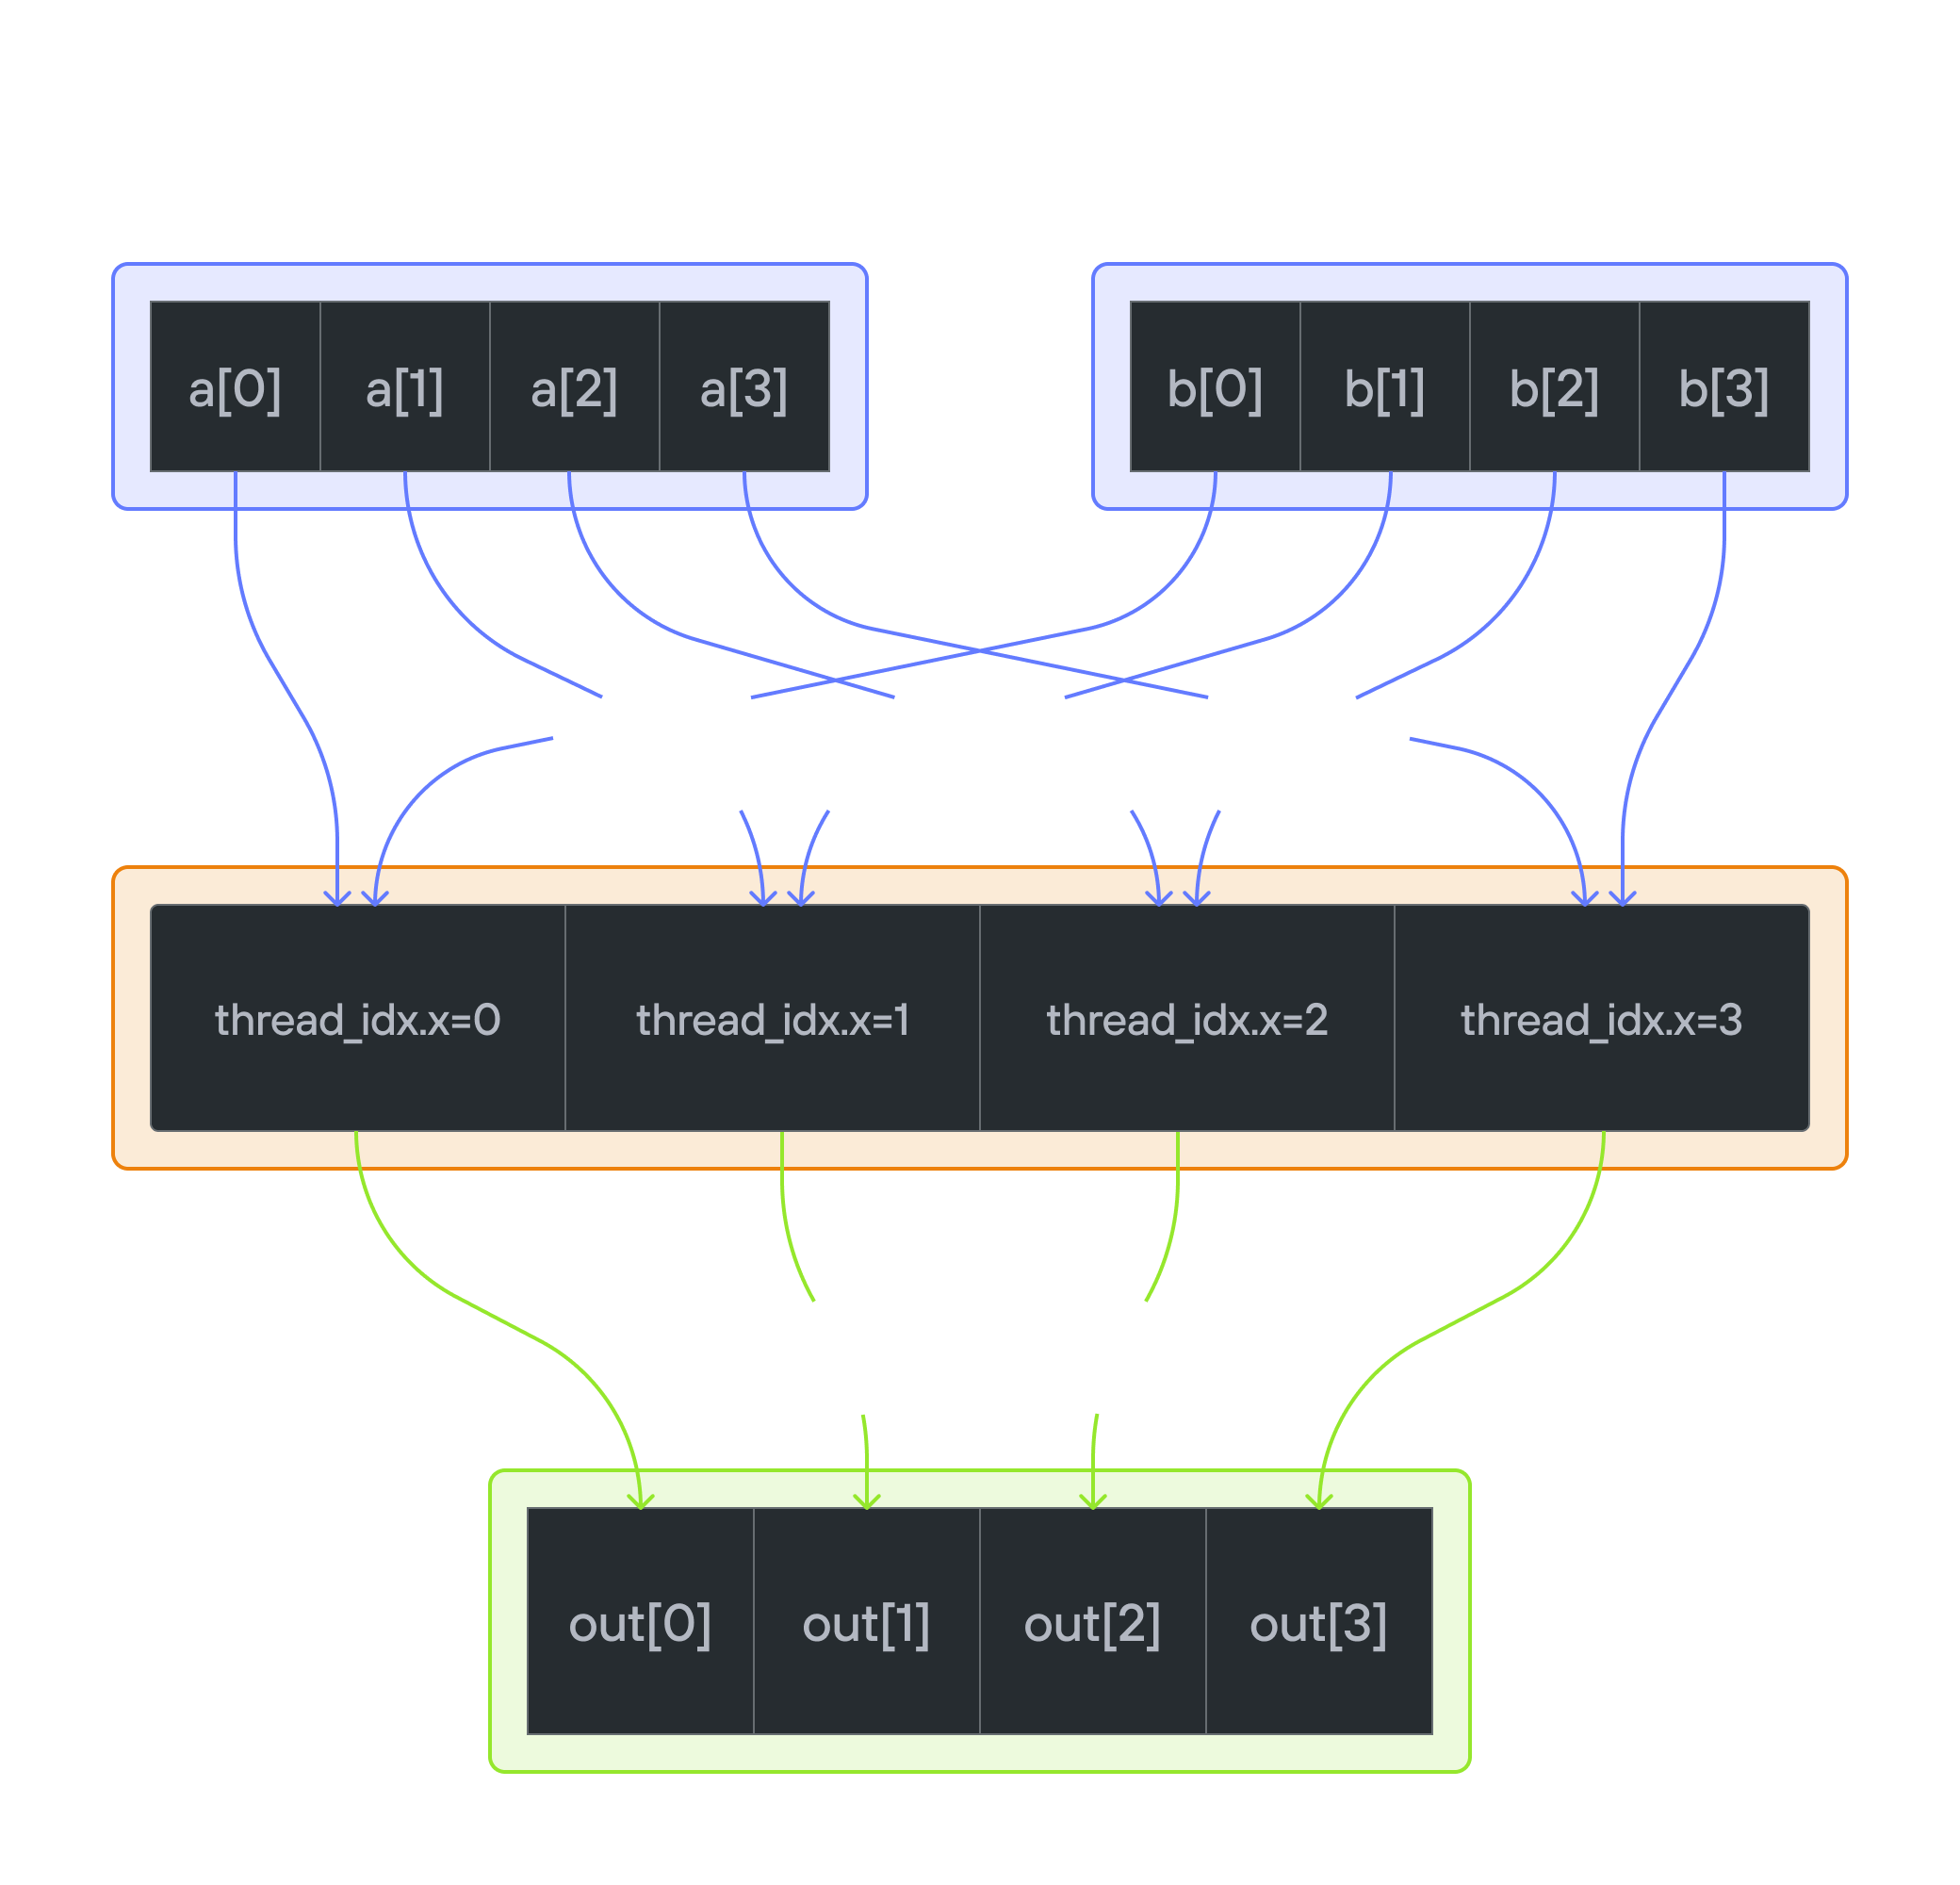 a[0] a[1] a[2] a[3]
b[0] b[1] b[2] b[3]
thread_idx.x=0 thread_idx.x=1 thread_idx.x=2 thread_idx.x=3
out[0] out[1] out[2] out[3]